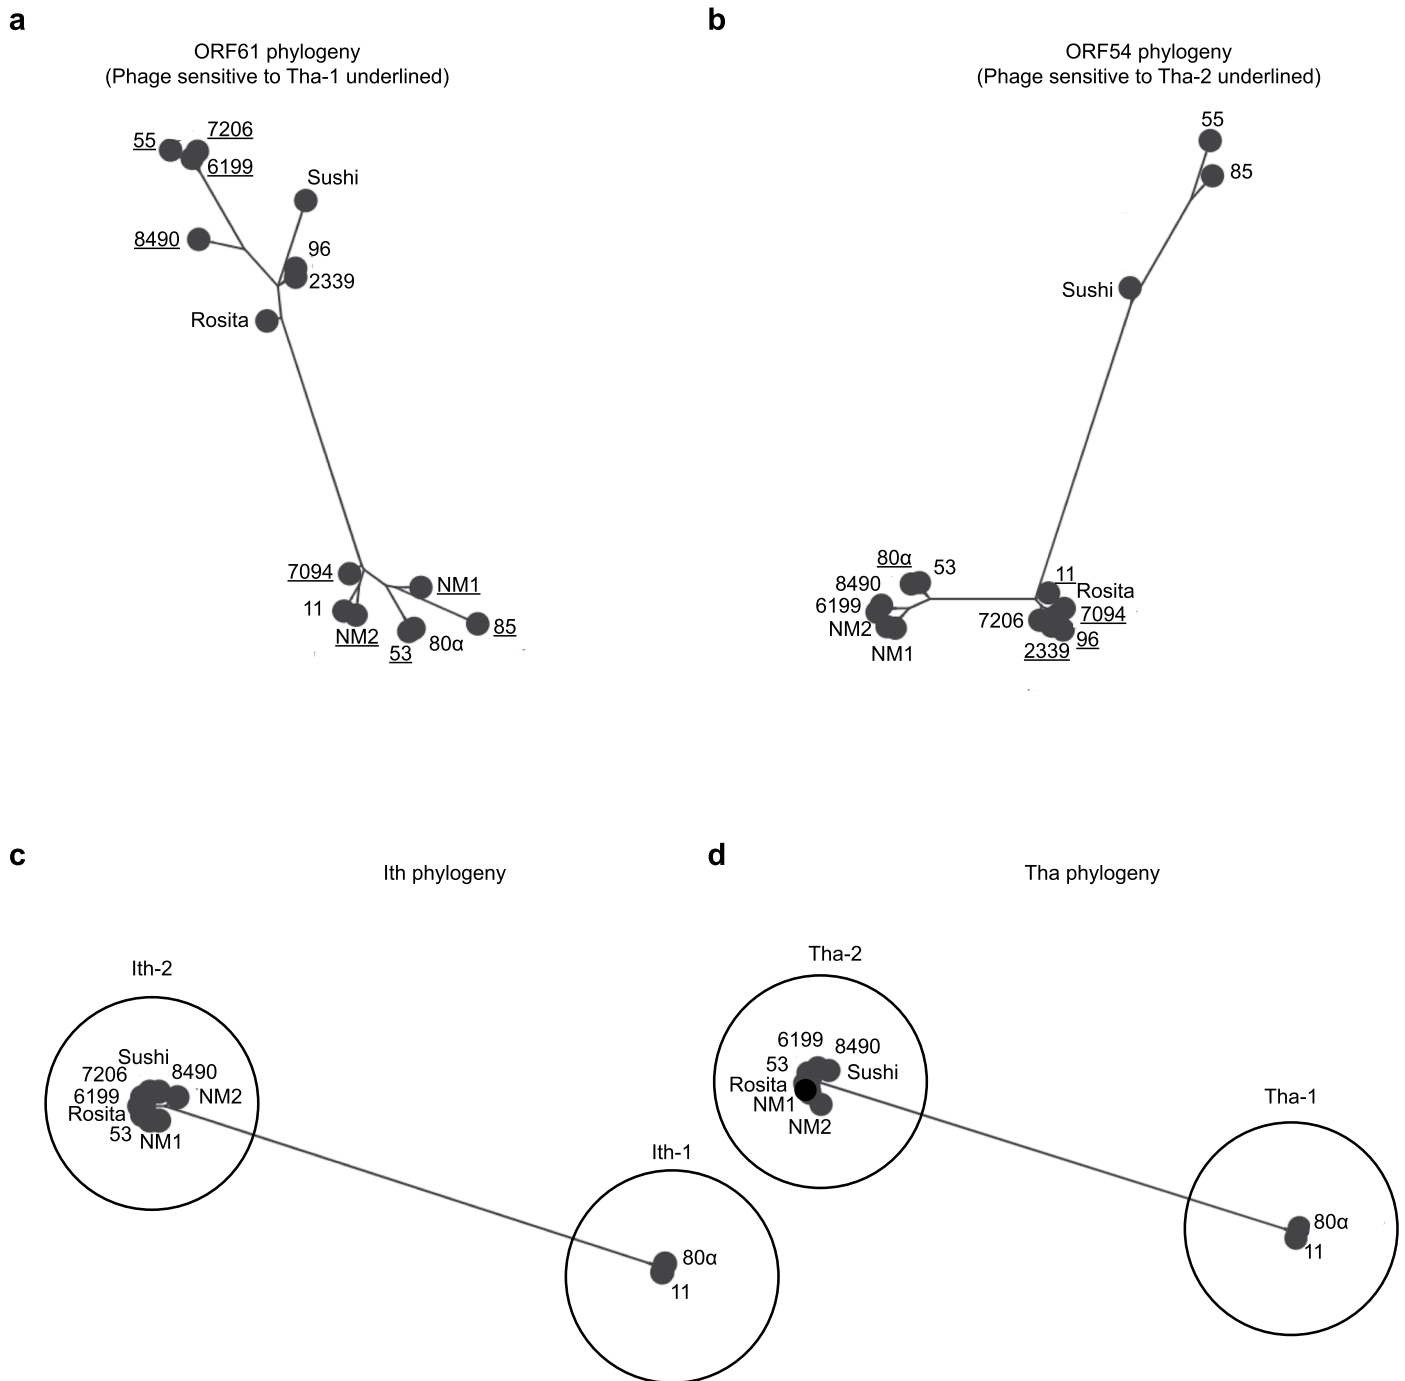 a
ORF61 phylogeny
(Phage sensitive to Tha-1 underlined)
55
7206
6199
Sushi
8490
96
2339
Rosita
7094
NM1
11
NM2
53
80α
85
b
ORF54 phylogeny
(Phage sensitive to Tha-2 underlined)
55
85
Sushi
80α
53
8490
6199
NM2
NM1
11
Rosita
7206
7094
96
2339
c
Ith phylogeny
Ith-2
Sushi
7206
8490
6199
NM2
Rosita
53
NM1
Ith-1
80α
11
d
Tha phylogeny
Tha-2
6199
8490
53
Sushi
Rosita
NM1
NM2
Tha-1
80α
11